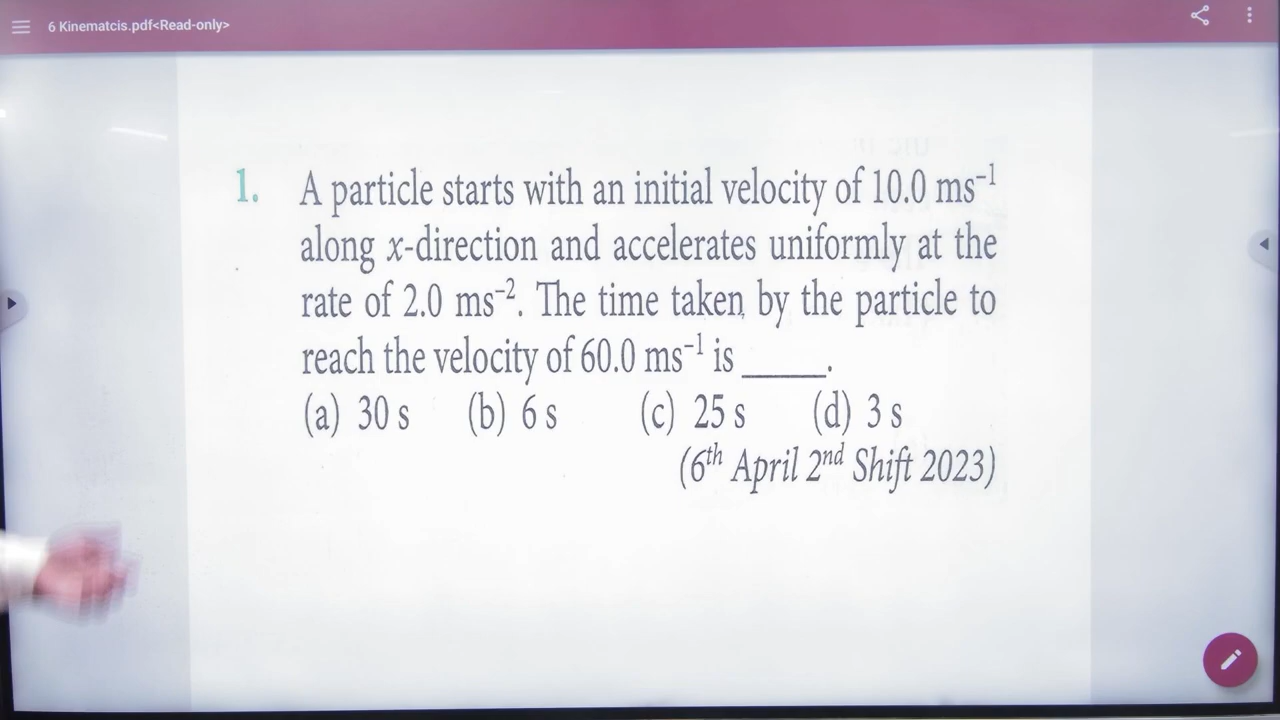 6 Kinematcis.pdf<Read-only>
1. A particle starts with an initial velocity of 10.0 ms⁻¹
along x-direction and accelerates uniformly at the
rate of 2.0 ms⁻². The time taken by the particle to
reach the velocity of 60.0 ms⁻¹ is _____.
(a) 30 s (b) 6 s (c) 25 s (d) 3 s
(6th April 2nd Shift 2023)